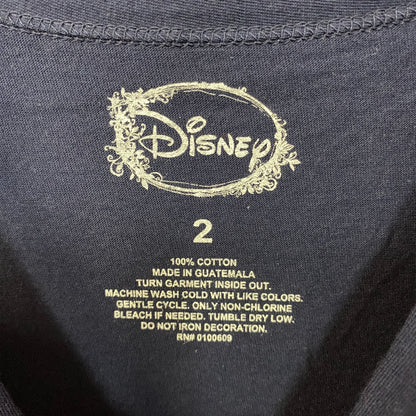 Disney
2
100% COTTON
MADE IN GUATEMALA
TURN GARMENT INSIDE OUT.
MACHINE WASH COLD WITH LIKE COLORS.
GENTLE CYCLE. ONLY NON-CHLORINE
BLEACH IF NEEDED. TUMBLE DRY LOW.
DO NOT IRON DECORATION.
RN# 0100609